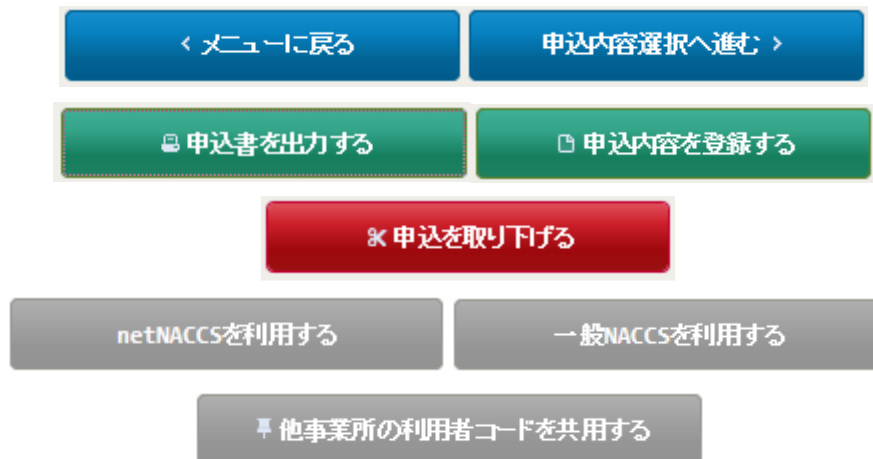 メニューに戻る 申込内容選択へ進む
申込書を出力する 申込内容を登録する
申込を取り下げる
netNACCSを利用する 一般NACCSを利用する
他事業所の利用者コードを共用する